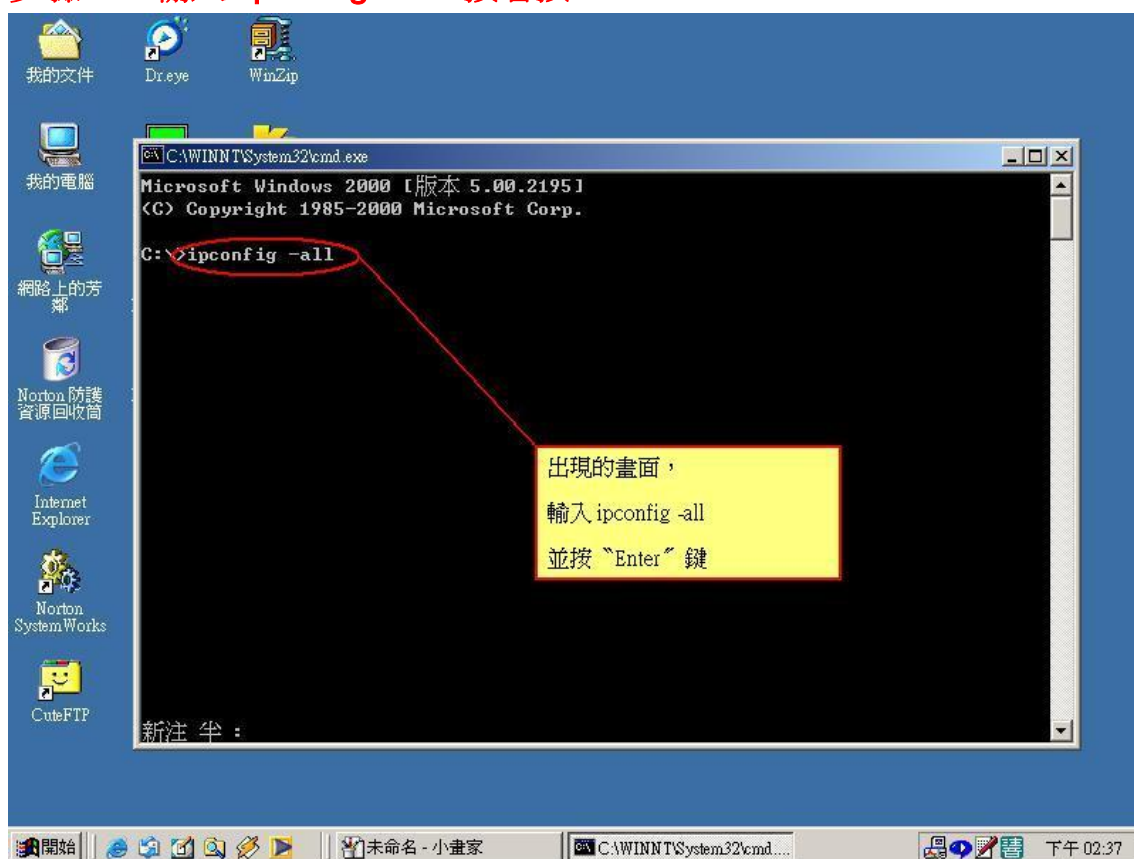 我的文件
Dr.eye
WinZip
我的電腦
網路上的芳
鄰
Norton 防護
資源回收筒
Internet
Explorer
Norton
SystemWorks
CuteFTP
C:\WINNT\System32\cmd.exe
Microsoft Windows 2000 [版本 5.00.2195]
(C) Copyright 1985-2000 Microsoft Corp.
C:\>ipconfig -all
出現的畫面，
輸入 ipconfig -all
並按〝Enter〞鍵
新注 半 :
開始
未命名 - 小畫家
C:\WINNT\System32\cmd....
下午 02:37